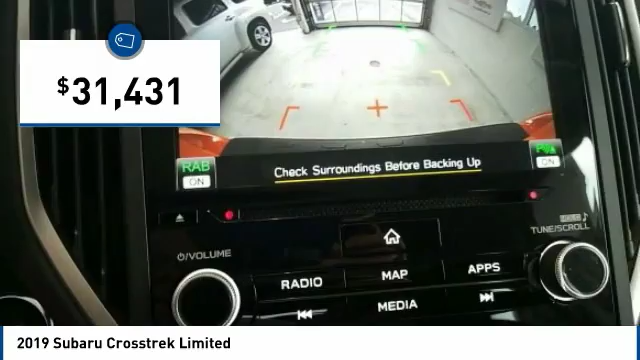 $31,431
RAB
ON
Check Surroundings Before Backing Up
ON
HOLD
TUNE/SCROLL
/VOLUME
RADIO
MAP
APPS
MEDIA
2019 Subaru Crosstrek Limited